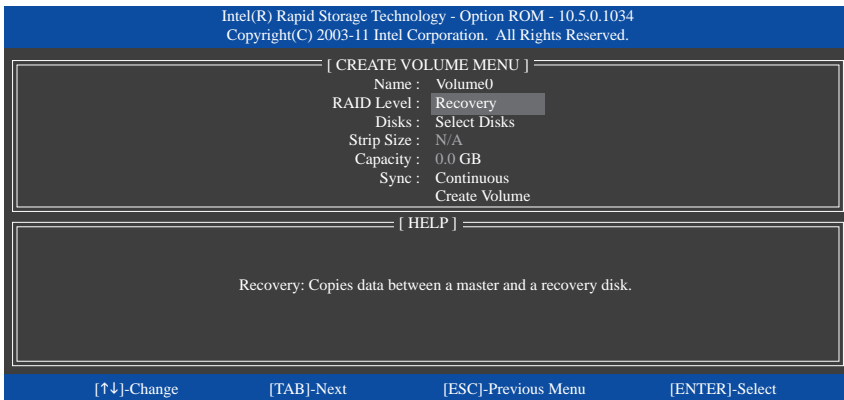 Intel(R) Rapid Storage Technology - Option ROM - 10.5.0.1034
Copyright(C) 2003-11 Intel Corporation. All Rights Reserved.
[ CREATE VOLUME MENU ]
Name : Volume0
RAID Level : Recovery
Disks : Select Disks
Strip Size : N/A
Capacity : 0.0 GB
Sync : Continuous
Create Volume
[ HELP ]
Recovery: Copies data between a master and a recovery disk.
[↑↓]-Change [TAB]-Next [ESC]-Previous Menu [ENTER]-Select